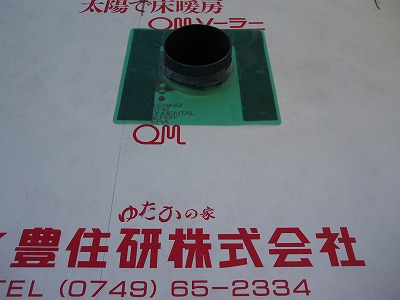 太陽で床暖房
OMソーラー
OM
ゆたかの家
豊住研株式会社
TEL (0749) 65-2334